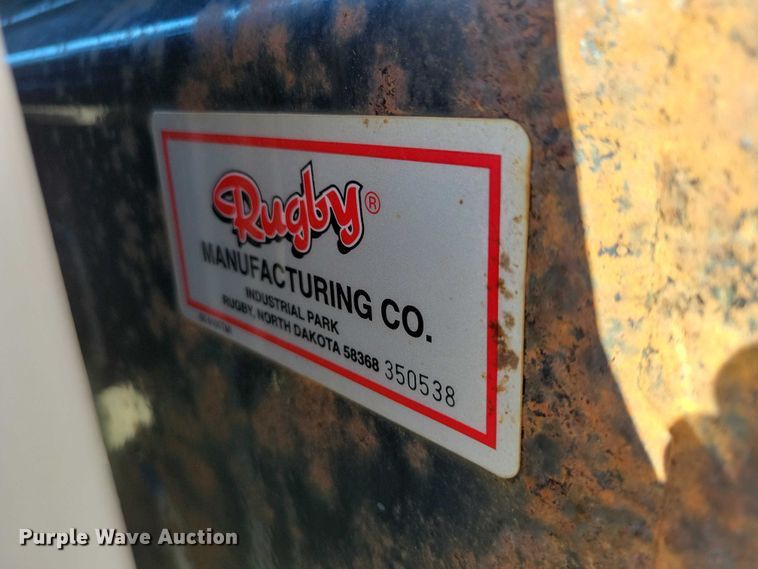 Rugby®
MANUFACTURING CO.
INDUSTRIAL PARK
RUGBY, NORTH DAKOTA 58368 350538
Purple Wave Auction